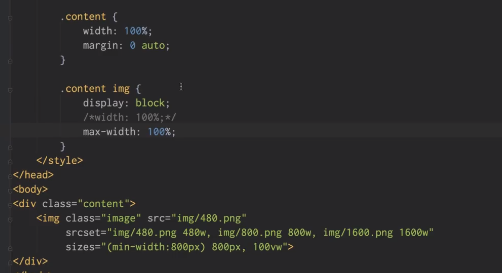 .content {
width: 100%;
margin: 0 auto;
}
.content img {
display: block;
/*width: 100%;*/
max-width: 100%;
}
</style>
</head>
<body>
<div class="content">
<img class="image" src="img/480.png"
srcset="img/480.png 480w, img/800.png 800w, img/1600.png 1600w"
sizes="(min-width:800px) 800px, 100vw">
</div>